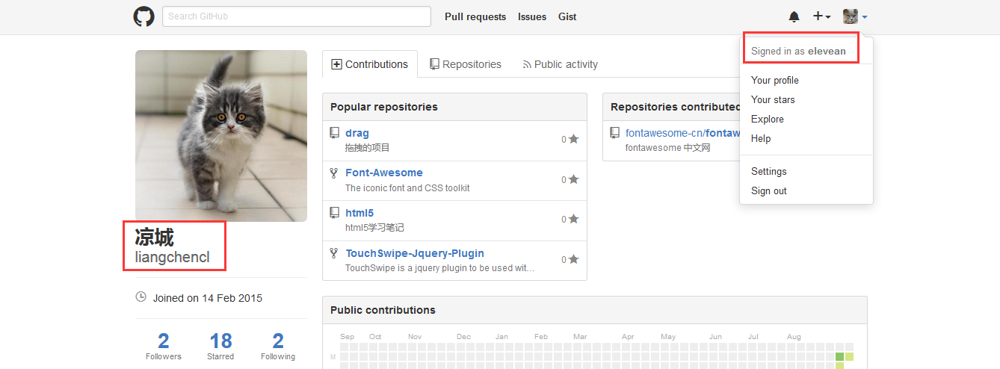 Search GitHub
Pull requests Issues Gist
Signed in as elevean
Your profile
Your stars
Explore
Help
Settings
Sign out
凉城
liangchencl
Joined on 14 Feb 2015
2 18 2
Followers Starred Following
Contributions Repositories Public activity
Popular repositories
drag
拖拽的项目
0
Font-Awesome
The iconic font and CSS toolkit
0
html5
html5学习笔记
0
TouchSwipe-Jquery-Plugin
TouchSwipe is a jquery plugin to be used wit…
0
Repositories contributed
fontawesome-cn/fontaw
fontawesome 中文网
Public contributions
Sep Oct Nov Dec Jan Feb Mar Apr May Jun Jul Aug
M